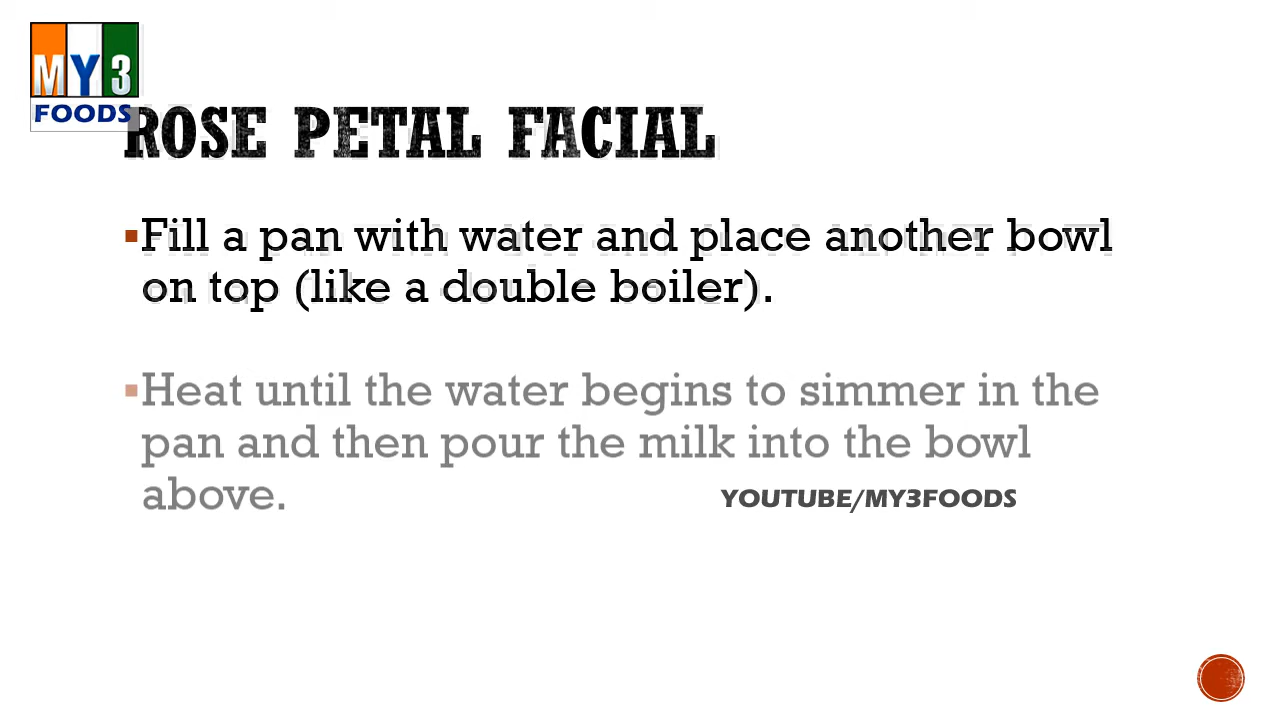 MY3
FOODS
ROSE PETAL FACIAL
▪Fill a pan with water and place another bowl
on top (like a double boiler).
▪Heat until the water begins to simmer in the
pan and then pour the milk into the bowl
above.
YOUTUBE/MY3FOODS